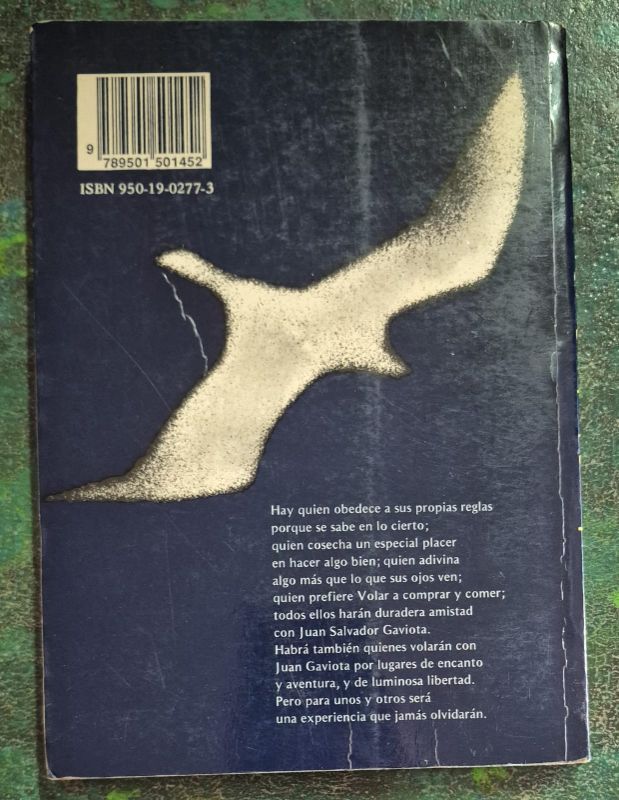 9 789501 501452
ISBN 950-19-0277-3
Hay quien obedece a sus propias reglas
porque se sabe en lo cierto;
quien cosecha un especial placer
en hacer algo bien; quien adivina
algo más que lo que sus ojos ven;
quien prefiere Volar a comprar y comer;
todos ellos harán duradera amistad
con Juan Salvador Gaviota.
Habrá también quienes volarán con
Juan Gaviota por lugares de encanto
y aventura, y de luminosa libertad.
Pero para unos y otros será
una experiencia que jamás olvidarán.